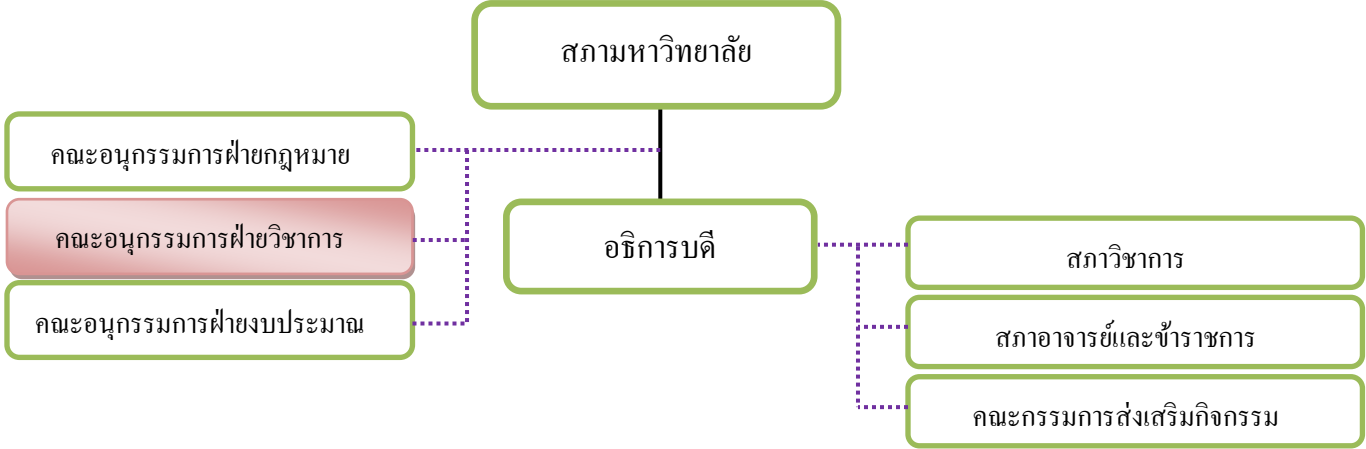 สภามหาวิทยาลัย
คณะอนุกรรมการฝ่ายกฎหมาย
คณะอนุกรรมการฝ่ายวิชาการ
คณะอนุกรรมการฝ่ายงบประมาณ
อธิการบดี
สภาวิชาการ
สภาอาจารย์และข้าราชการ
คณะกรรมการส่งเสริมกิจกรรม